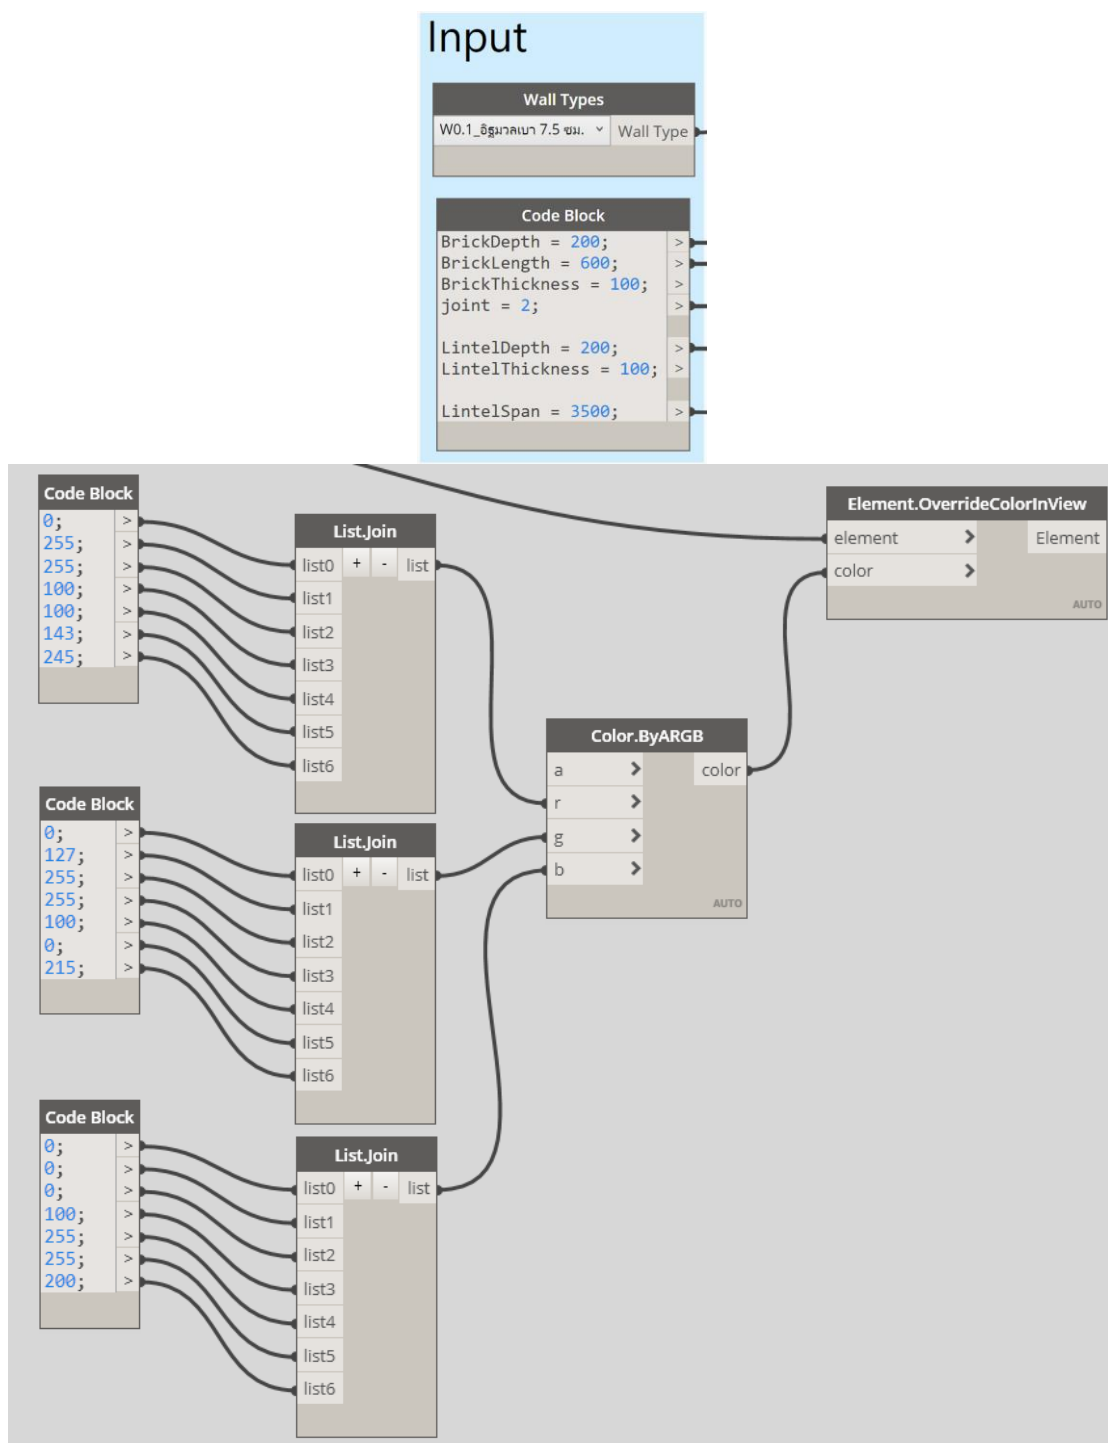 Input
Wall Types
W0.1_อิฐมวลเบา 7.5 ซม. Wall Type
Code Block
BrickDepth = 200; >
BrickLength = 600; >
BrickThickness = 100; >
joint = 2; >
LintelDepth = 200; >
LintelThickness = 100; >
LintelSpan = 3500; >
Code Block
0; >
255; >
255; >
100; >
100; >
143; >
245; >
List.Join
list0 + - list
list1
list2
list3
list4
list5
list6
Element.OverrideColorInView
element > Element
color >
AUTO
Color.ByARGB
a > color
r >
g >
b >
AUTO
Code Block
0; >
127; >
255; >
255; >
100; >
0; >
215; >
List.Join
list0 + - list
list1
list2
list3
list4
list5
list6
Code Block
0; >
0; >
0; >
100; >
255; >
255; >
200; >
List.Join
list0 + - list
list1
list2
list3
list4
list5
list6